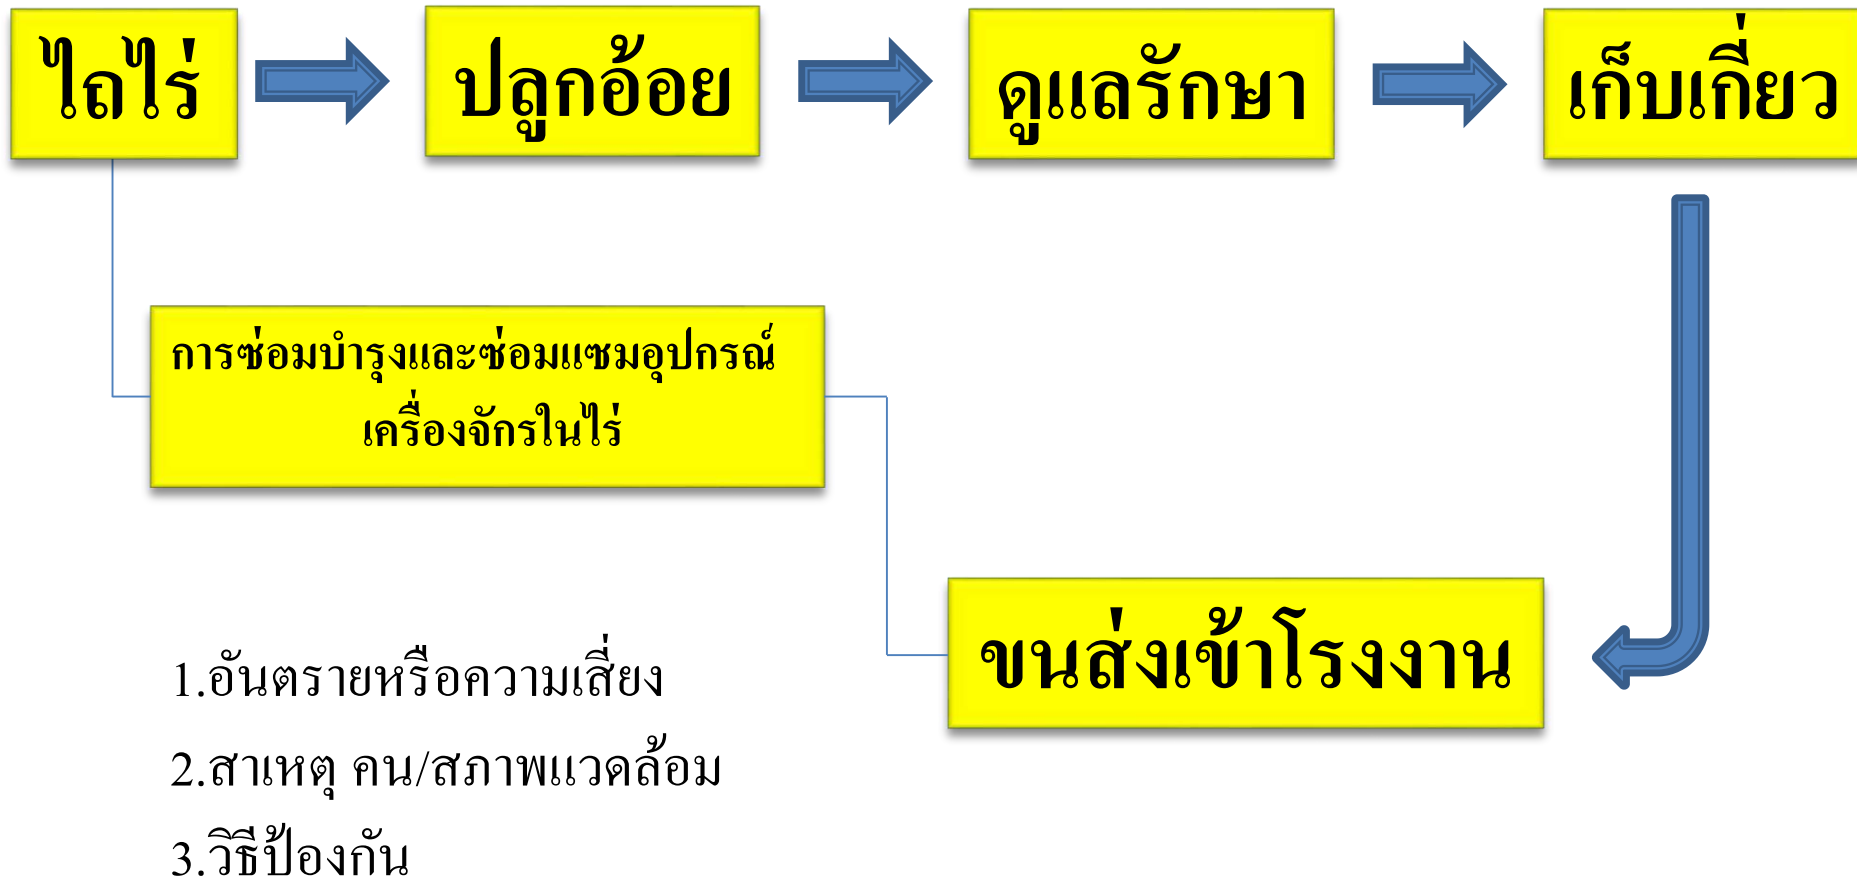 ไถไร่
ปลูกอ้อย
ดูแลรักษา
เก็บเกี่ยว
การซ่อมบำรุงและซ่อมแซมอุปกรณ์
เครื่องจักรในไร่
ขนส่งเข้าโรงงาน
1.อันตรายหรือความเสี่ยง
2.สาเหตุ คน/สภาพแวดล้อม
3.วิธีป้องกัน